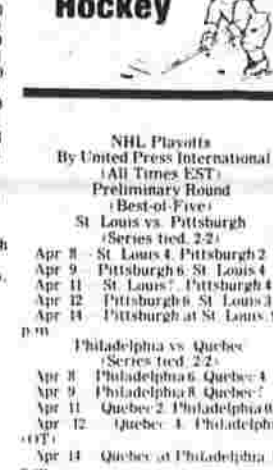 Hockey
NHL Playoffs
By United Press International
(All Times EST)
Preliminary Round
(Best-of-Five)
St. Louis vs. Pittsburgh
(Series tied, 2-2)
Apr 8 - St. Louis 4, Pittsburgh 2
Apr 9 Pittsburgh 6, St. Louis 4
Apr 11 St. Louis Pittsburgh 4
Apr 12 Pittsburgh 6, St. Louis 3
Apr 14 Pittsburgh at St. Louis,
p.m.
Philadelphia vs. Quebec
(Series tied, 2-2)
Apr 8 Philadelphia 6, Quebec 4
Apr 9 Philadelphia 8, Quebec
Apr 11 Quebec 2, Philadelphia 0
Apr 12 Quebec 4, Philadelph
(OT)
Apr 14 Quebec at Philadelphia